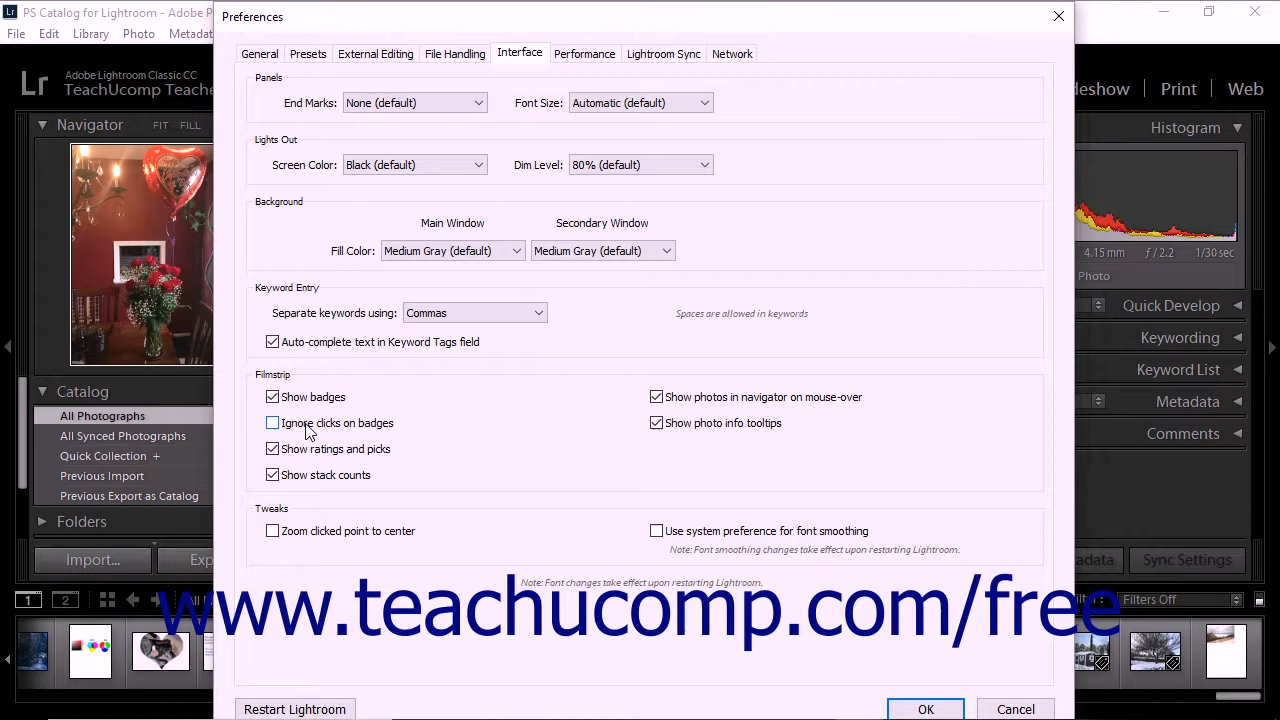 PS Catalog for Lightroom - Adobe P
Preferences
File Edit Library Photo Metada
General Presets External Editing File Handling Interface Performance Lightroom Sync Network
Lr Adobe Lightroom Classic CC
TeachUcomp Teache
deshow | Print | Web
Navigator FIT FILL
Histogram
Panels
End Marks: None (default) Font Size: Automatic (default)
Lights Out
Screen Color: Black (default) Dim Level: 80% (default)
Background
Main Window Secondary Window
Fill Color: Medium Gray (default) Medium Gray (default)
4.15 mm ƒ / 2.2 1/30 sec
Photo
Keyword Entry
Separate keywords using: Commas Spaces are allowed in keywords
Auto-complete text in Keyword Tags field
Quick Develop
Keywording
Keyword List
Metadata
Comments
Catalog
All Photographs
All Synced Photographs
Quick Collection +
Previous Import
Previous Export as Catalog
Folders
Filmstrip
Show badges Show photos in navigator on mouse-over
Ignore clicks on badges Show photo info tooltips
Show ratings and picks
Show stack counts
Tweaks
Zoom clicked point to center Use system preference for font smoothing
Note: Font smoothing changes take effect upon restarting Lightroom.
Import... Exp
adata Sync Settings
Note: Font changes take effect upon restarting Lightroom.
1 2
Filters Off
www.teachucomp.com/free
Restart Lightroom OK Cancel